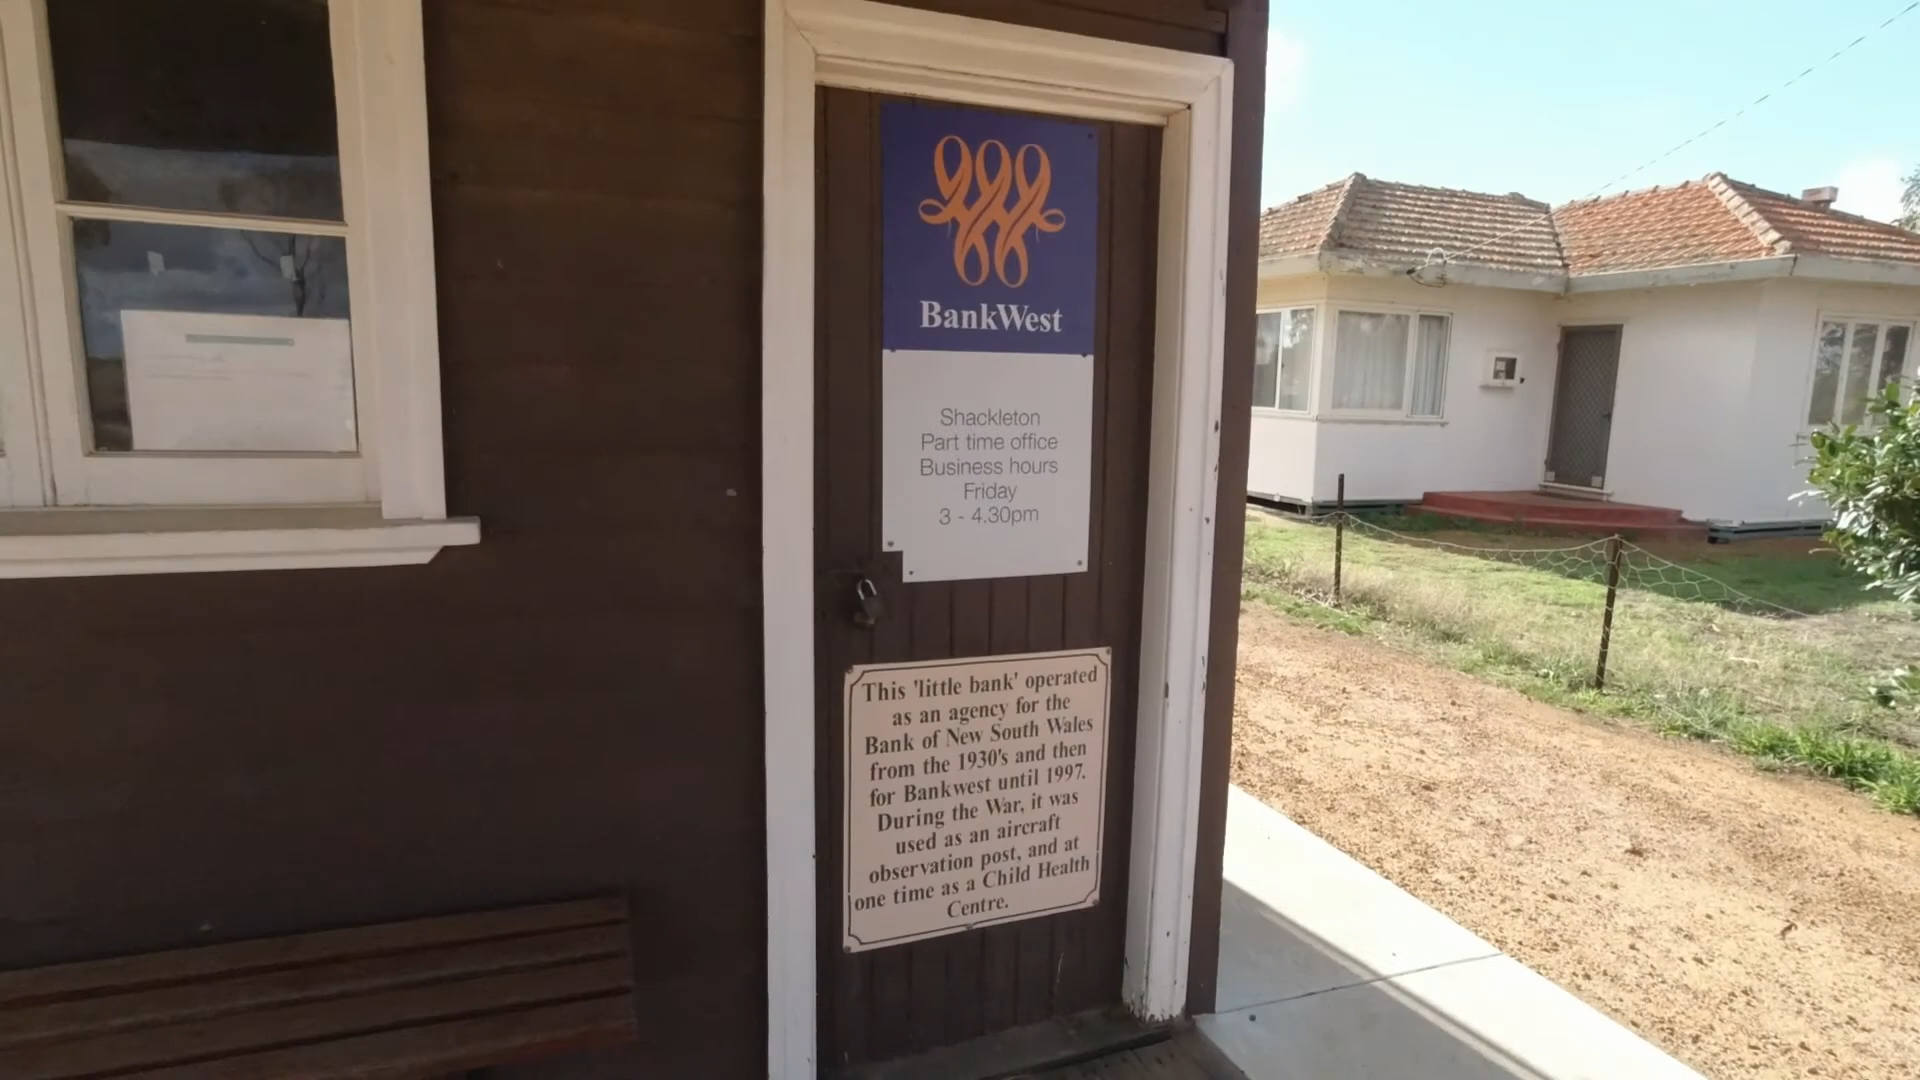 BankWest
Shackleton
Part time office
Business hours
Friday
3 - 4.30pm
This 'little bank' operated
as an agency for the
Bank of New South Wales
from the 1930's and then
for Bankwest until 1997.
During the War, it was
used as an aircraft
observation post, and at
one time as a Child Health
Centre.